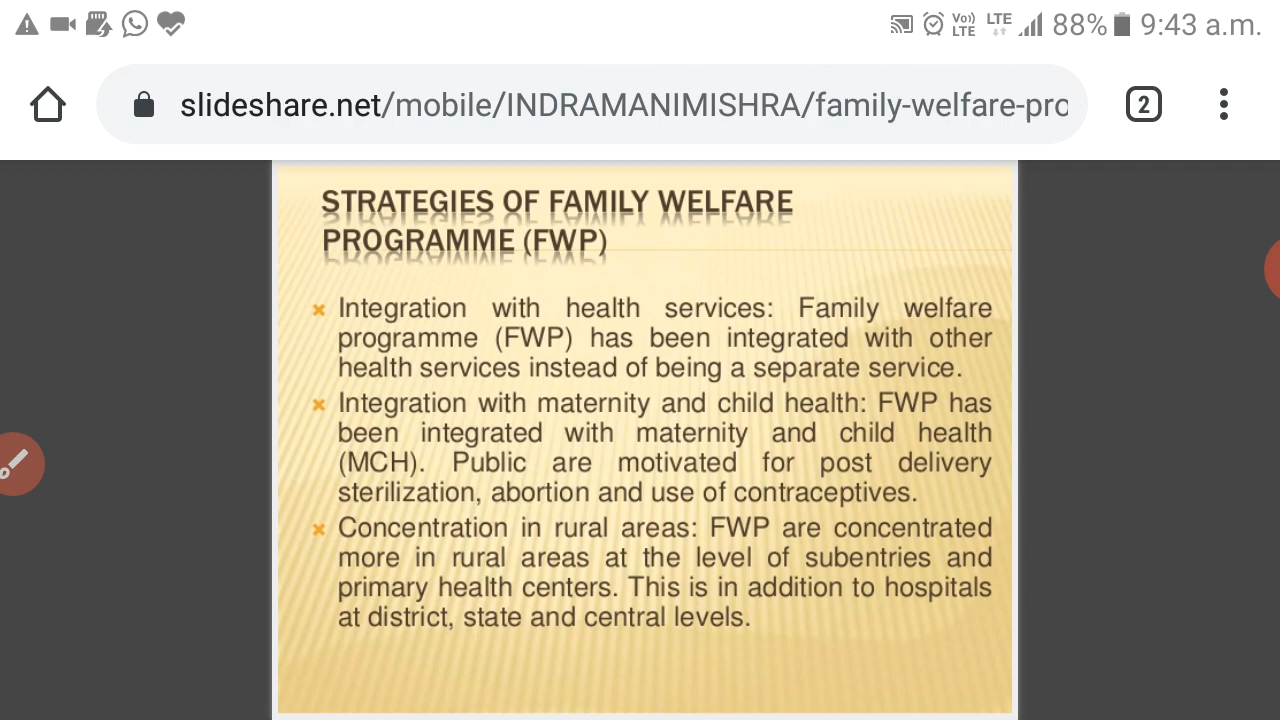 Vo))
LTE
LTE
88%
9:43 a.m.
slideshare.net/mobile/INDRAMANIMISHRA/family-welfare-pro
2
STRATEGIES OF FAMILY WELFARE
PROGRAMME (FWP)
Integration with health services: Family welfare
programme (FWP) has been integrated with other
health services instead of being a separate service.
Integration with maternity and child health: FWP has
been integrated with maternity and child health
(MCH). Public are motivated for post delivery
sterilization, abortion and use of contraceptives.
Concentration in rural areas: FWP are concentrated
more in rural areas at the level of subentries and
primary health centers. This is in addition to hospitals
at district, state and central levels.